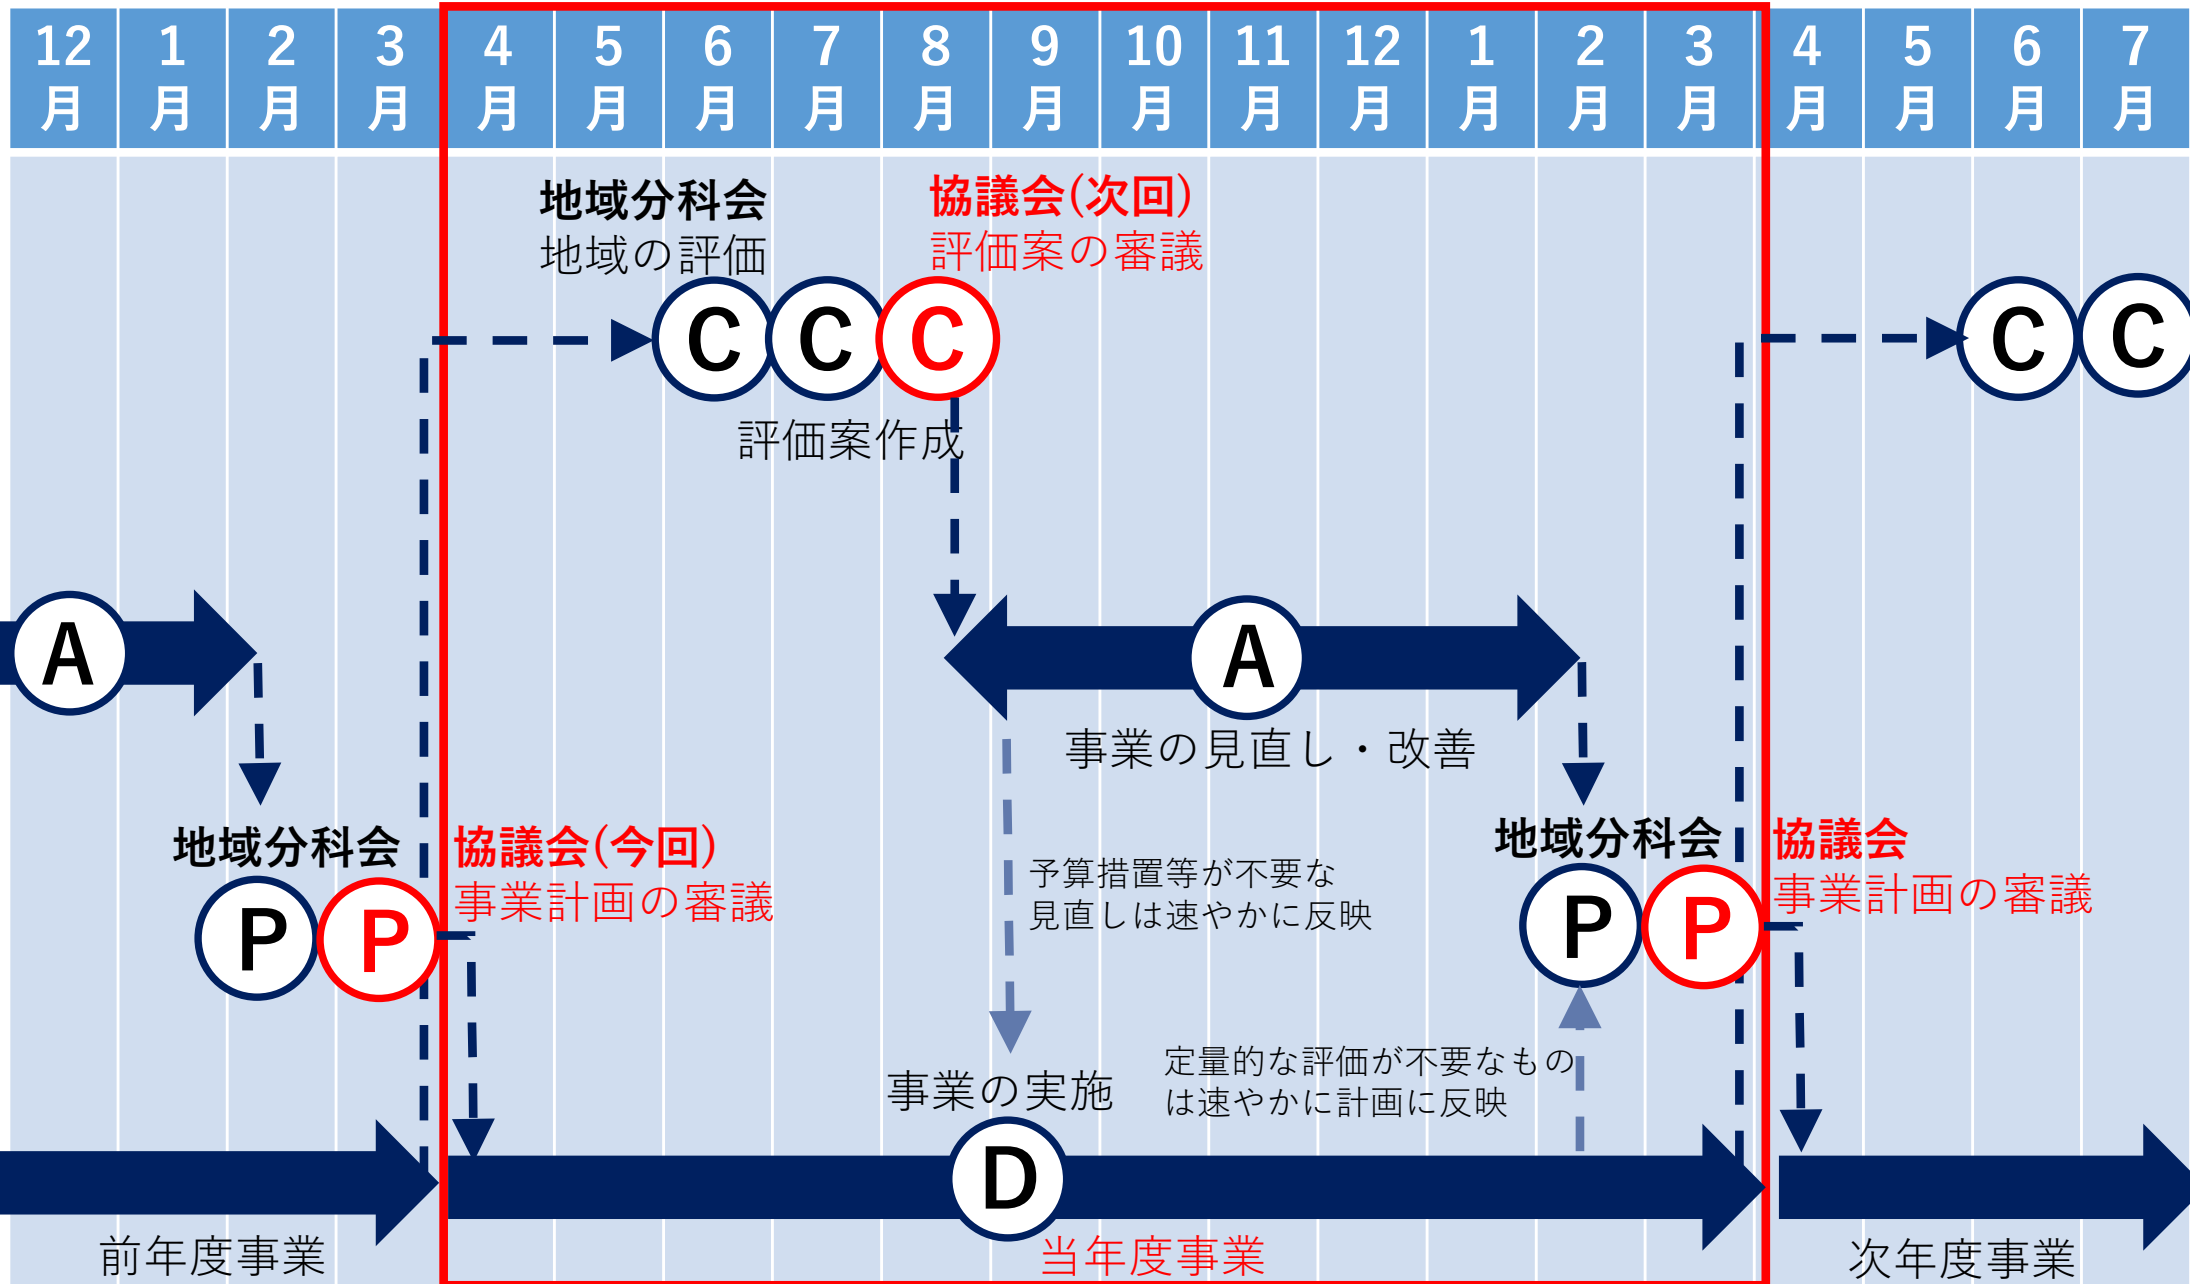 12月
1月
2月
3月
4月
5月
6月
7月
8月
9月
10月
11月
12月
1月
2月
3月
4月
5月
6月
7月
地域分科会
地域の評価
協議会(次回)
評価案の審議
C
C
C
C
C
評価案作成
A
A
事業の見直し・改善
地域分科会
協議会(今回)
事業計画の審議
P
P
予算措置等が不要な
見直しは速やかに反映
地域分科会
協議会
事業計画の審議
P
P
事業の実施
定量的な評価が不要なもの
は速やかに計画に反映
D
前年度事業
当年度事業
次年度事業